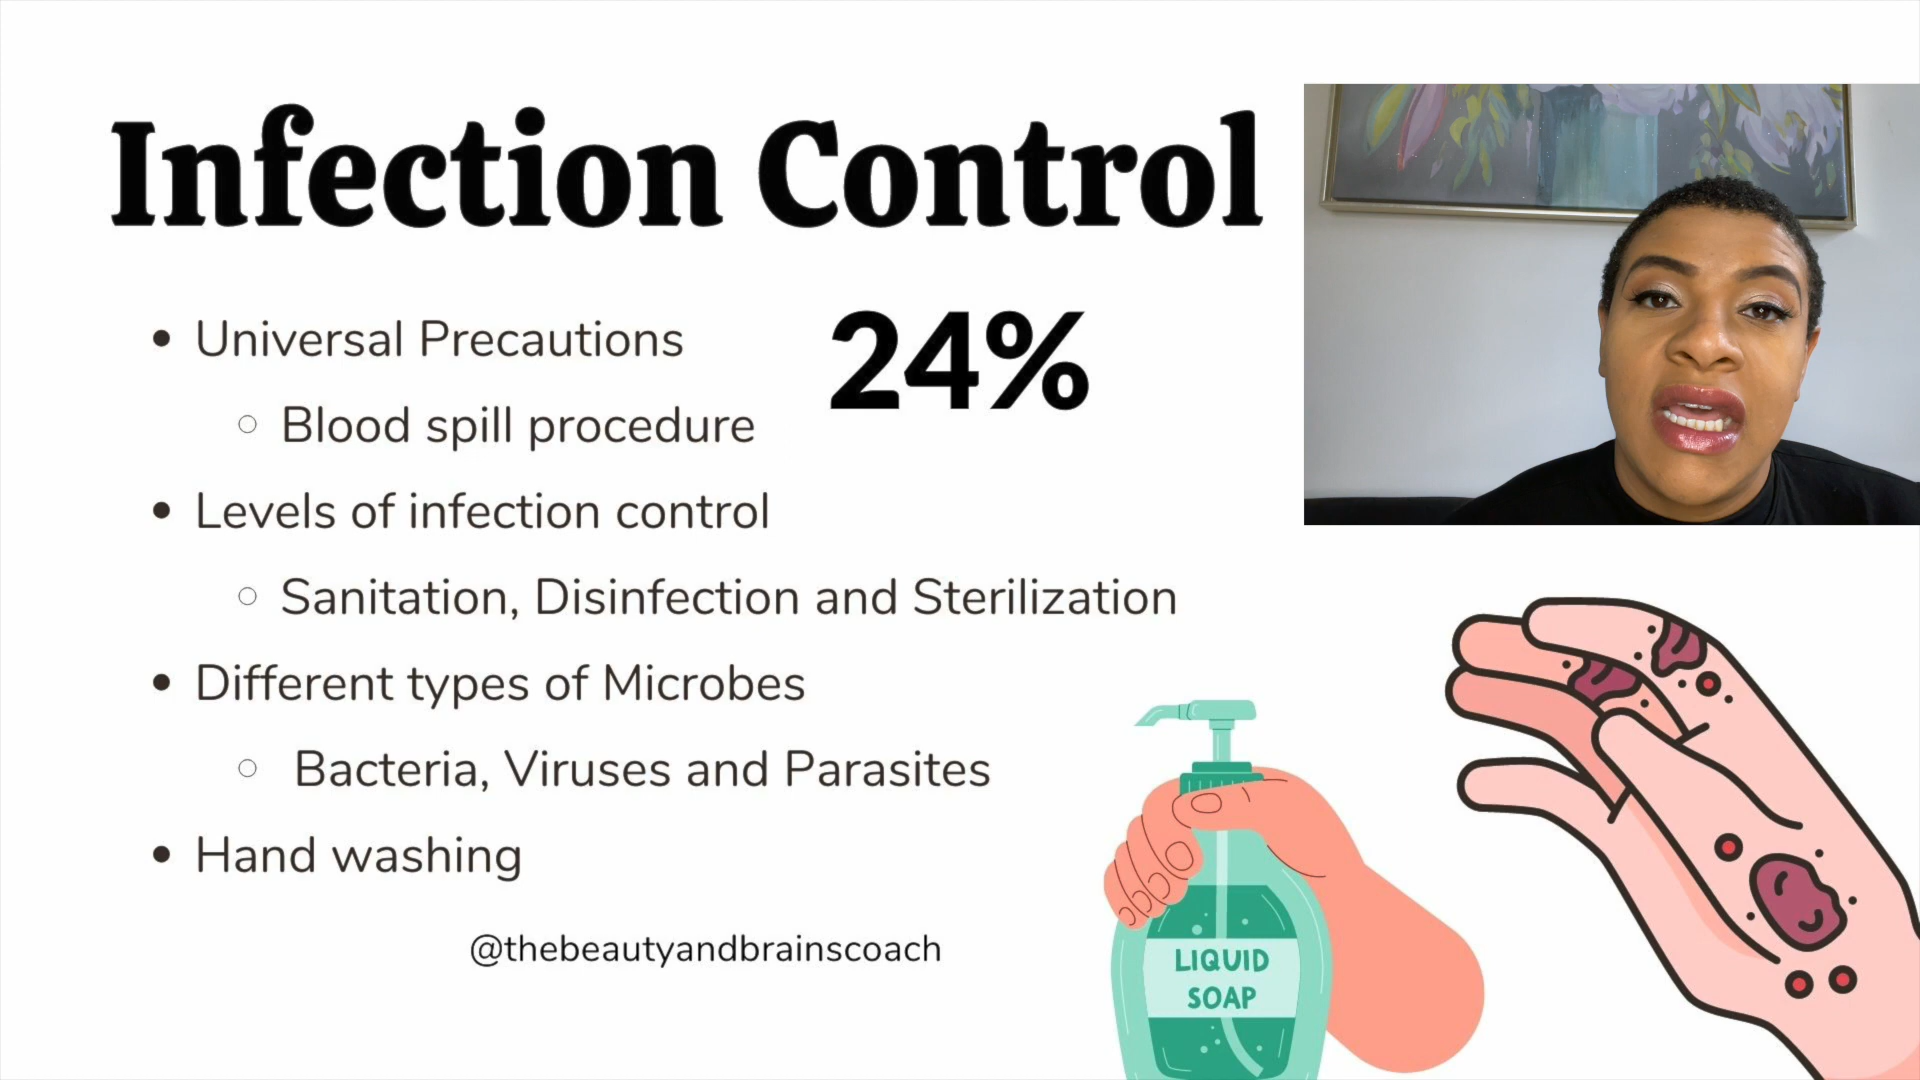 Infection Control
Universal Precautions
24%
Blood spill procedure
Levels of infection control
Sanitation, Disinfection and Sterilization
Different types of Microbes
Bacteria, Viruses and Parasites
Hand washing
@thebeautyandbrainscoach
LIQUID
SOAP